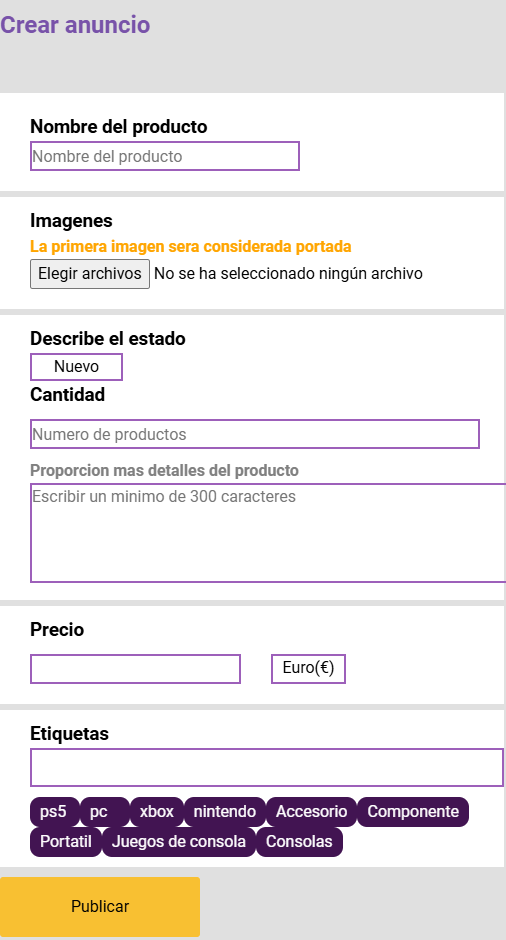 Crear anuncio
Nombre del producto
Nombre del producto
Imagenes
La primera imagen sera considerada portada
Elegir archivos No se ha seleccionado ningún archivo
Describe el estado
Nuevo
Cantidad
Numero de productos
Proporcion mas detalles del producto
Escribir un minimo de 300 caracteres
Precio
Euro(€)
Etiquetas
ps5 pc xbox nintendo Accesorio Componente
Portatil Juegos de consola Consolas
Publicar